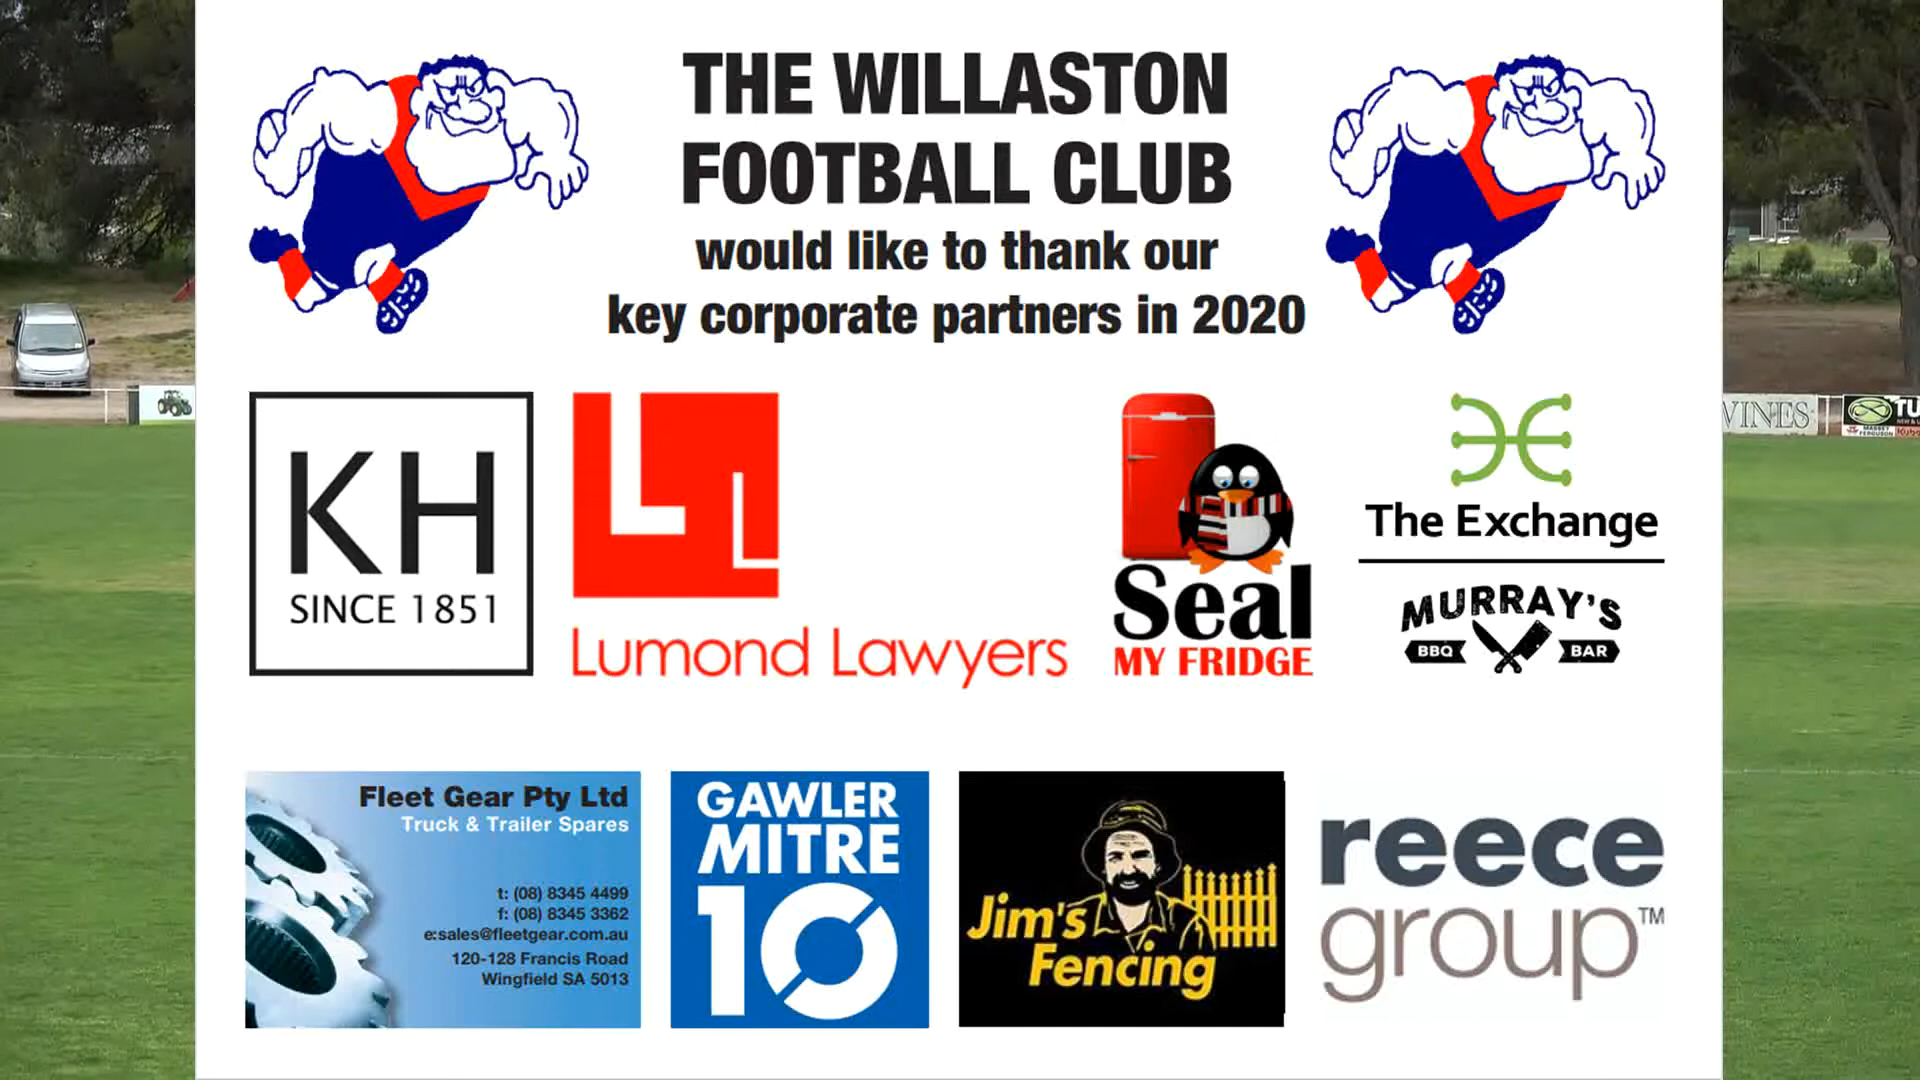 THE WILLASTON
FOOTBALL CLUB
would like to thank our
key corporate partners in 2020
KH
SINCE 1851
Lumond Lawyers
Seal
MY FRIDGE
The Exchange
MURRAY'S
BBQ BAR
Fleet Gear Pty Ltd
Truck & Trailer Spares
t: (08) 8345 4499
f: (08) 8345 3362
e:sales@fleetgear.com.au
120-128 Francis Road
Wingfield SA 5013
GAWLER
MITRE
10
Jim's
Fencing
reece
group™
VINES
TU